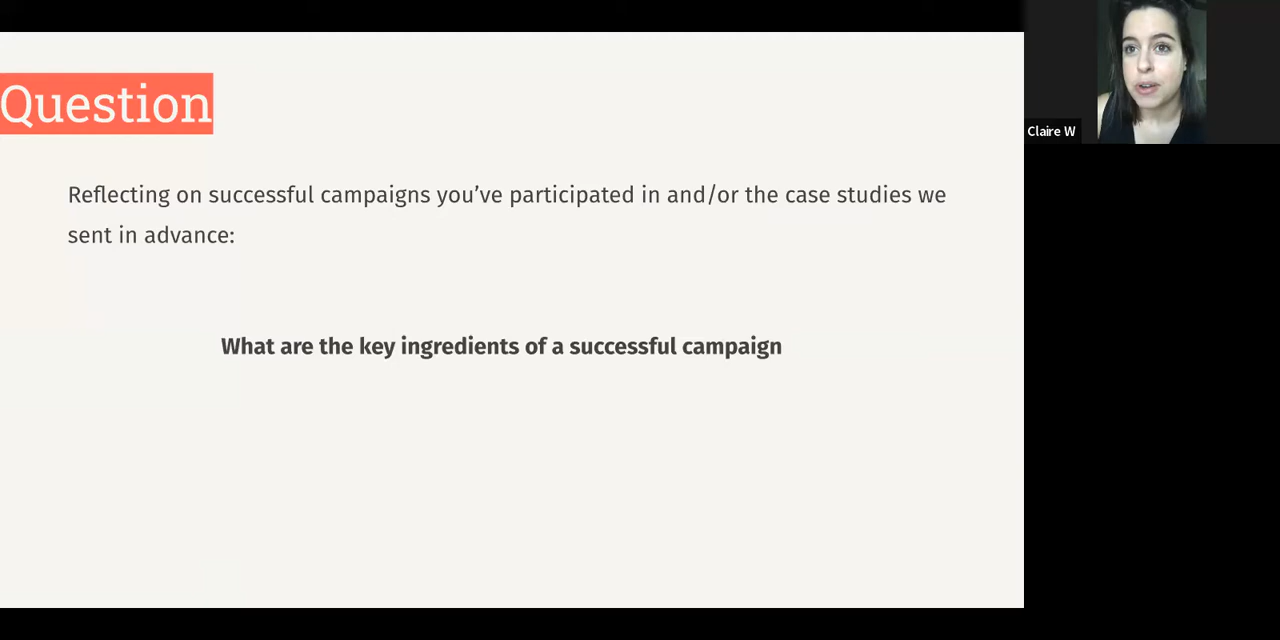 Question
Reflecting on successful campaigns you’ve participated in and/or the case studies we
sent in advance:
What are the key ingredients of a successful campaign
Claire W